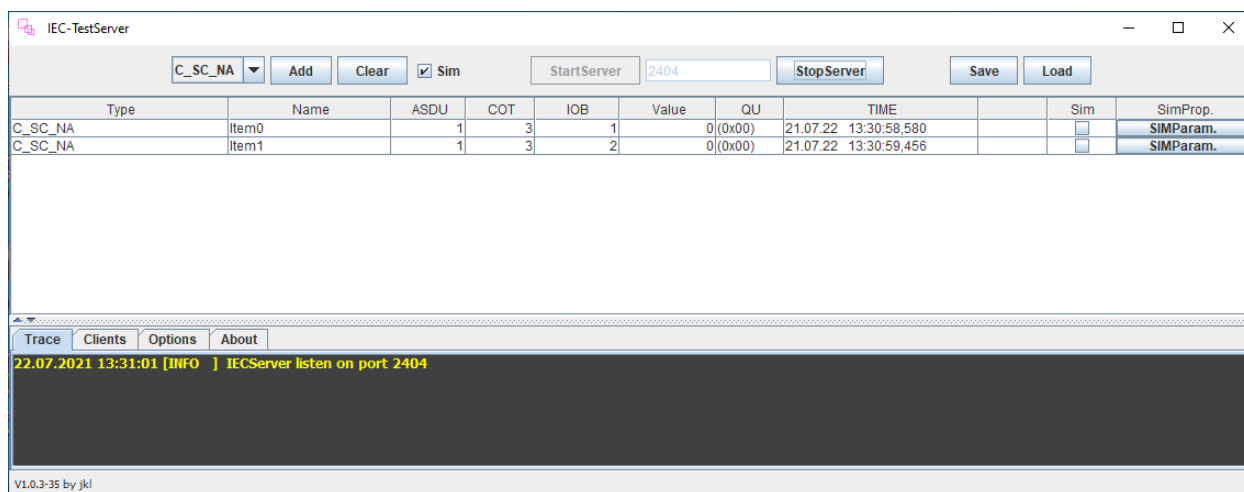 IEC-TestServer
C_SC_NA Add Clear Sim StartServer 2404 StopServer Save Load
Type Name ASDU COT IOB Value QU TIME Sim SimProp.
C_SC_NA Item0 1 3 1 0 (0x00) 21.07.22 13:30:58,580 SIMParam.
C_SC_NA Item1 1 3 2 0 (0x00) 21.07.22 13:30:59,456 SIMParam.
Trace Clients Options About
22.07.2021 13:31:01 [INFO ] IECServer listen on port 2404
V1.0.3-35 by jkl